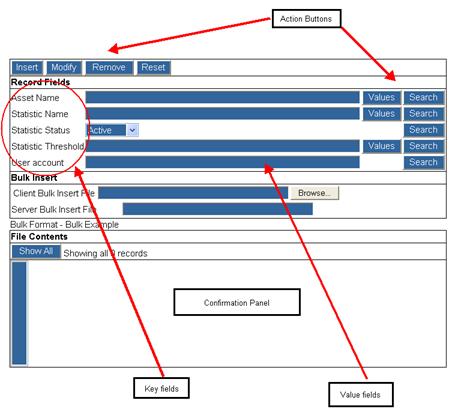 Action Buttons
Insert Modify Remove Reset
Record Fields
Asset Name Values Search
Statistic Name Values Search
Statistic Status Active Search
Statistic Threshold Values Search
User account Search
Bulk Insert
Client Bulk Insert File Browse...
Server Bulk Insert File
Bulk Format - Bulk Example
File Contents
Show All Showing all 0 records
Confirmation Panel
Key fields Value fields